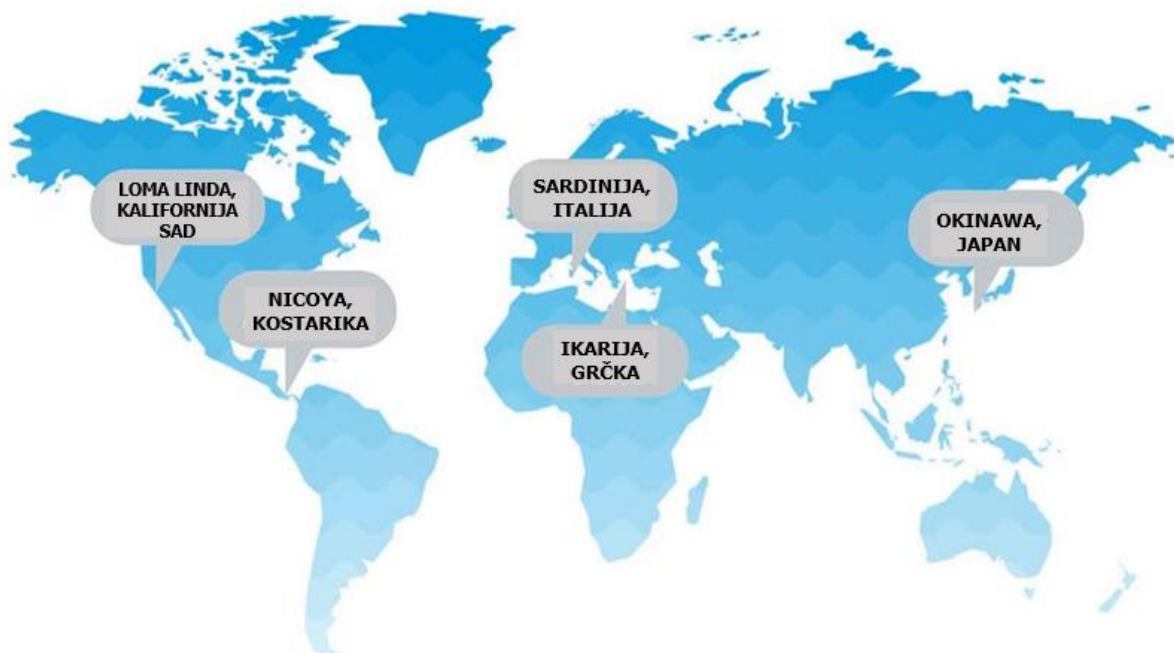 LOMA LINDA,
KALIFORNIJA
SAD
NICOYA,
KOSTARIKA
SARDINIJA,
ITALIJA
IKARIJA,
GRČKA
OKINAWA,
JAPAN